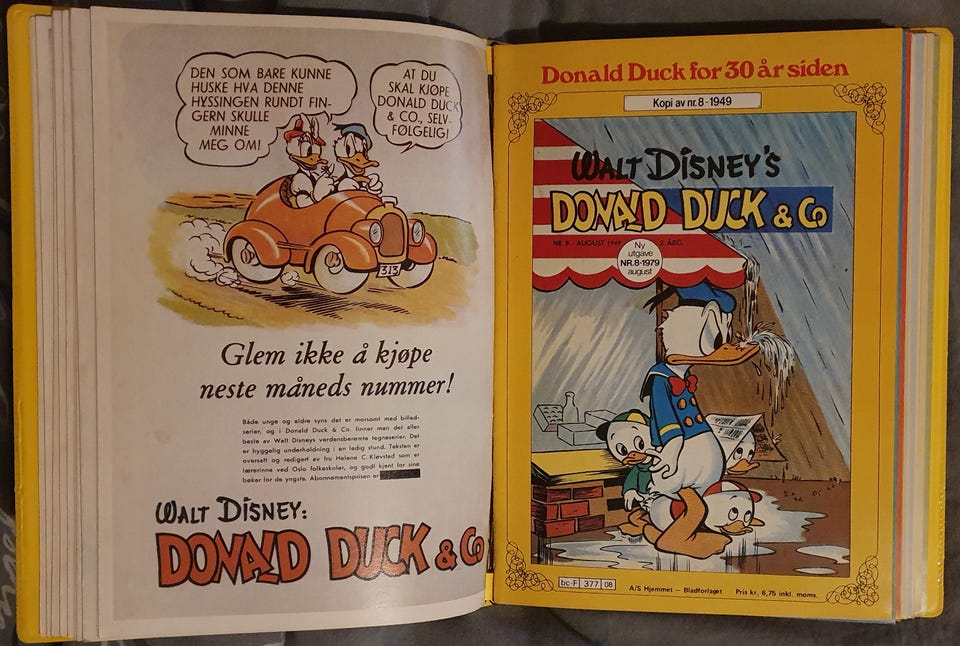 DEN SOM BARE KUNNE
HUSKE HVA DENNE
HYSSINGEN RUNDT FIN-
GERN SKULLE
MINNE
MEG OM!
AT DU
SKAL KJØPE
DONALD DUCK
& CO., SELV-
FØLGELIG!
313
Glem ikke å kjøpe
neste måneds nummer!
Både unge og eldre syns det er morsomt med billed-
serier, og i Donald Duck & Co. finner man det aller
beste av Walt Disneys verdensberømte tegneserier. Det
er hyggelig underholdning i en ledig stund. Teksten er
oversatt og redigert av fru Helene C. Kløvstad som er
lærerinne ved Oslo folkeskoler, og godt kjent for sine
bøker for de yngste. Abonnementsprisen er
WALT DISNEY:
DONALD DUCK & Co
Donald Duck for 30 år siden
Kopi av nr. 8-1949
WALT DISNEY'S
DONALD DUCK & Co
NR 8 - AUGUST 1949 2. ÅRG.
Ny
utgave
NR. 8-1979
august
bc-F 377 08
A/S Hjemmet – Bladforlaget Pris kr. 6,75 inkl. moms.